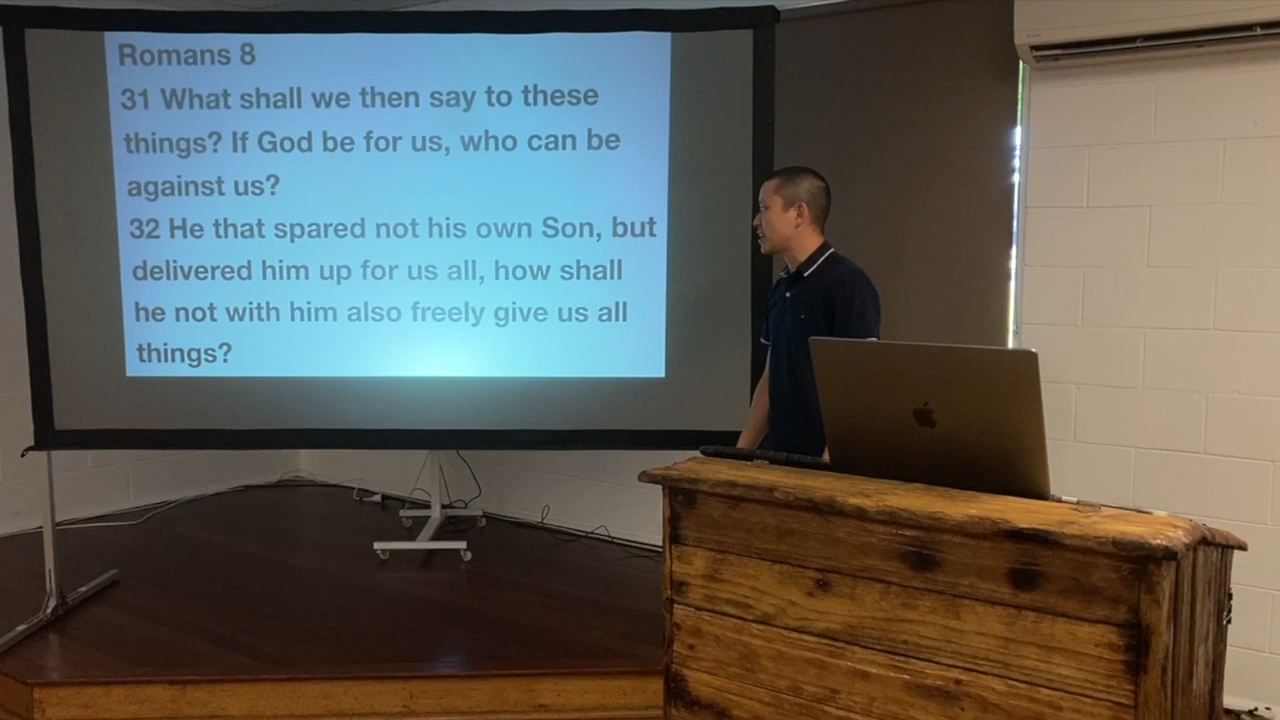 Romans 8
31 What shall we then say to these
things? If God be for us, who can be
against us?
32 He that spared not his own Son, but
delivered him up for us all, how shall
he not with him also freely give us all
things?